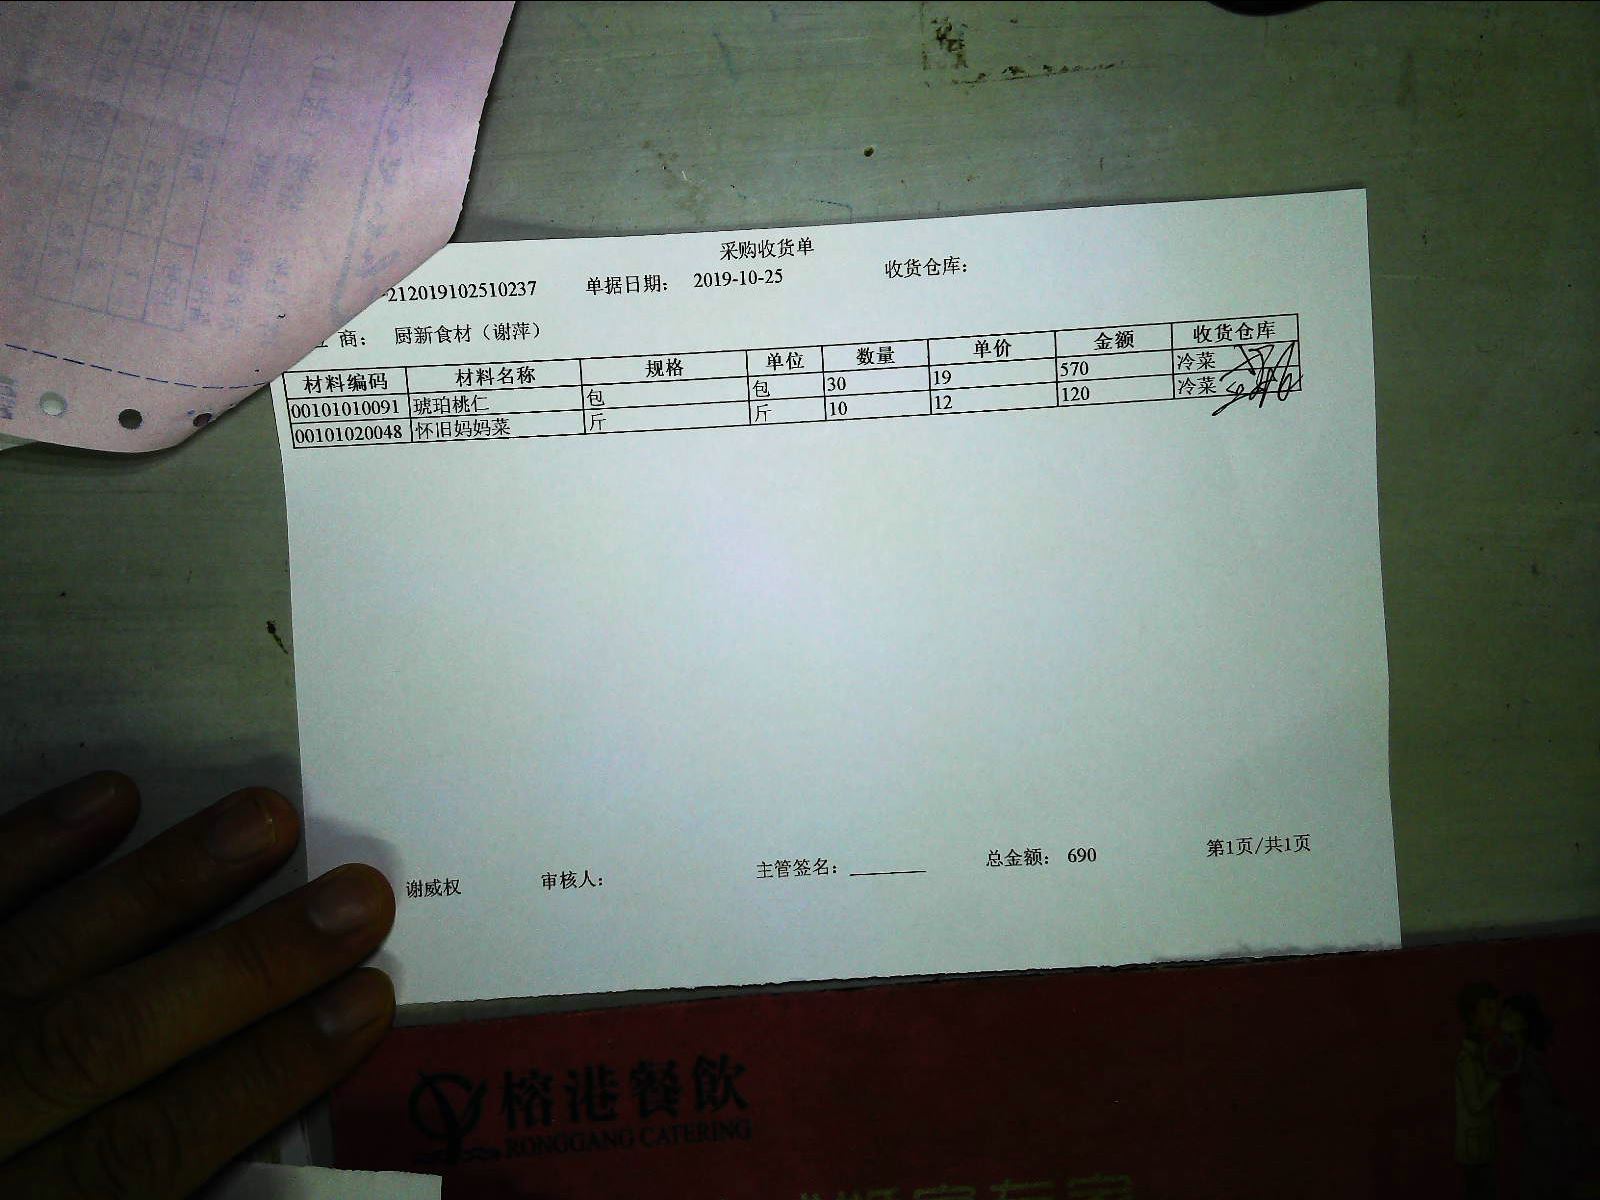 采购收货单
-212019102510237 单据日期: 2019-10-25 收货仓库:
商: 厨新食材(谢萍)
材料编码 材料名称 规格 单位 数量 单价 金额 收货仓库
00101010091 琥珀桃仁 包 包 30 19 570 冷菜
00101020048 怀旧妈妈菜 斤 斤 10 12 120 冷菜
谢威权 审核人: 主管签名: 总金额: 690 第1页/共1页
榕港餐飲
RONGGANG CATERING